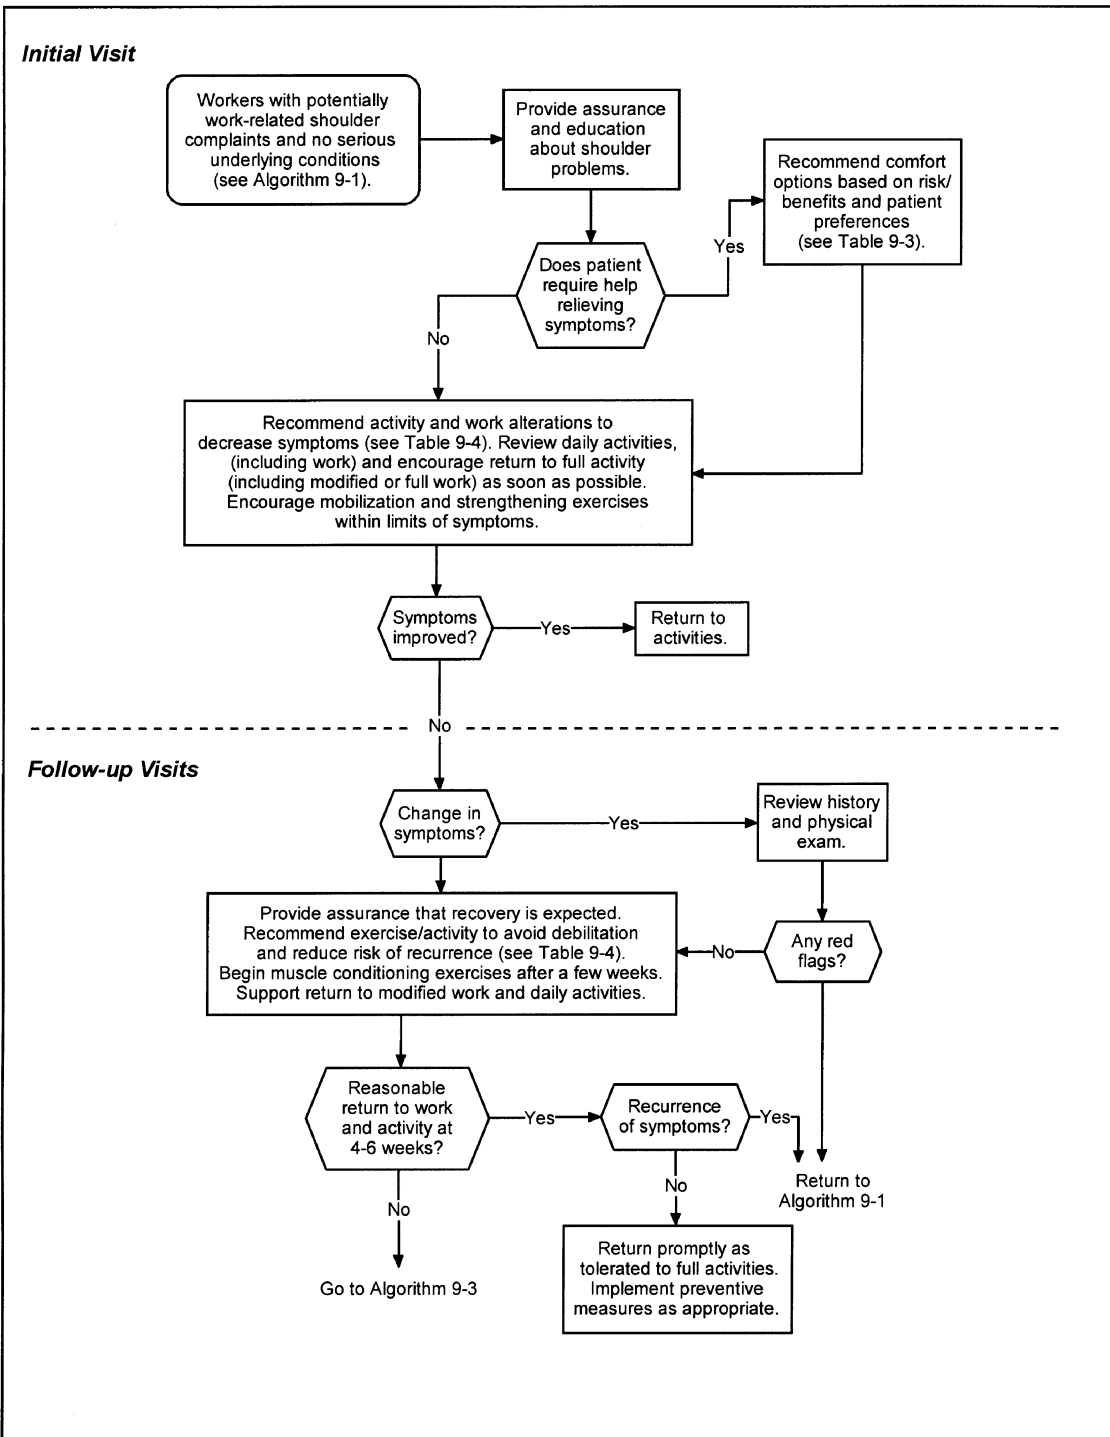 Initial Visit
Workers with potentially
work-related shoulder
complaints and no serious
underlying conditions
(see Algorithm 9-1).
Provide assurance
and education
about shoulder
problems.
Recommend comfort
options based on risk/
benefits and patient
preferences
(see Table 9-3).
Yes
Does patient
require help
relieving
symptoms?
No
Recommend activity and work alterations to
decrease symptoms (see Table 9-4). Review daily activities,
(including work) and encourage return to full activity
(including modified or full work) as soon as possible.
Encourage mobilization and strengthening exercises
within limits of symptoms.
Symptoms
improved?
Yes
Return to
activities.
No
Follow-up Visits
Change in
symptoms?
Yes
Review history
and physical
exam.
Provide assurance that recovery is expected.
Recommend exercise/activity to avoid debilitation
and reduce risk of recurrence (see Table 9-4).
Begin muscle conditioning exercises after a few weeks.
Support return to modified work and daily activities.
No
Any red
flags?
Reasonable
return to work
and activity at
4-6 weeks?
Yes
Recurrence
of symptoms?
Yes
No
No
Return to
Algorithm 9-1
Go to Algorithm 9-3
Return promptly as
tolerated to full activities.
Implement preventive
measures as appropriate.